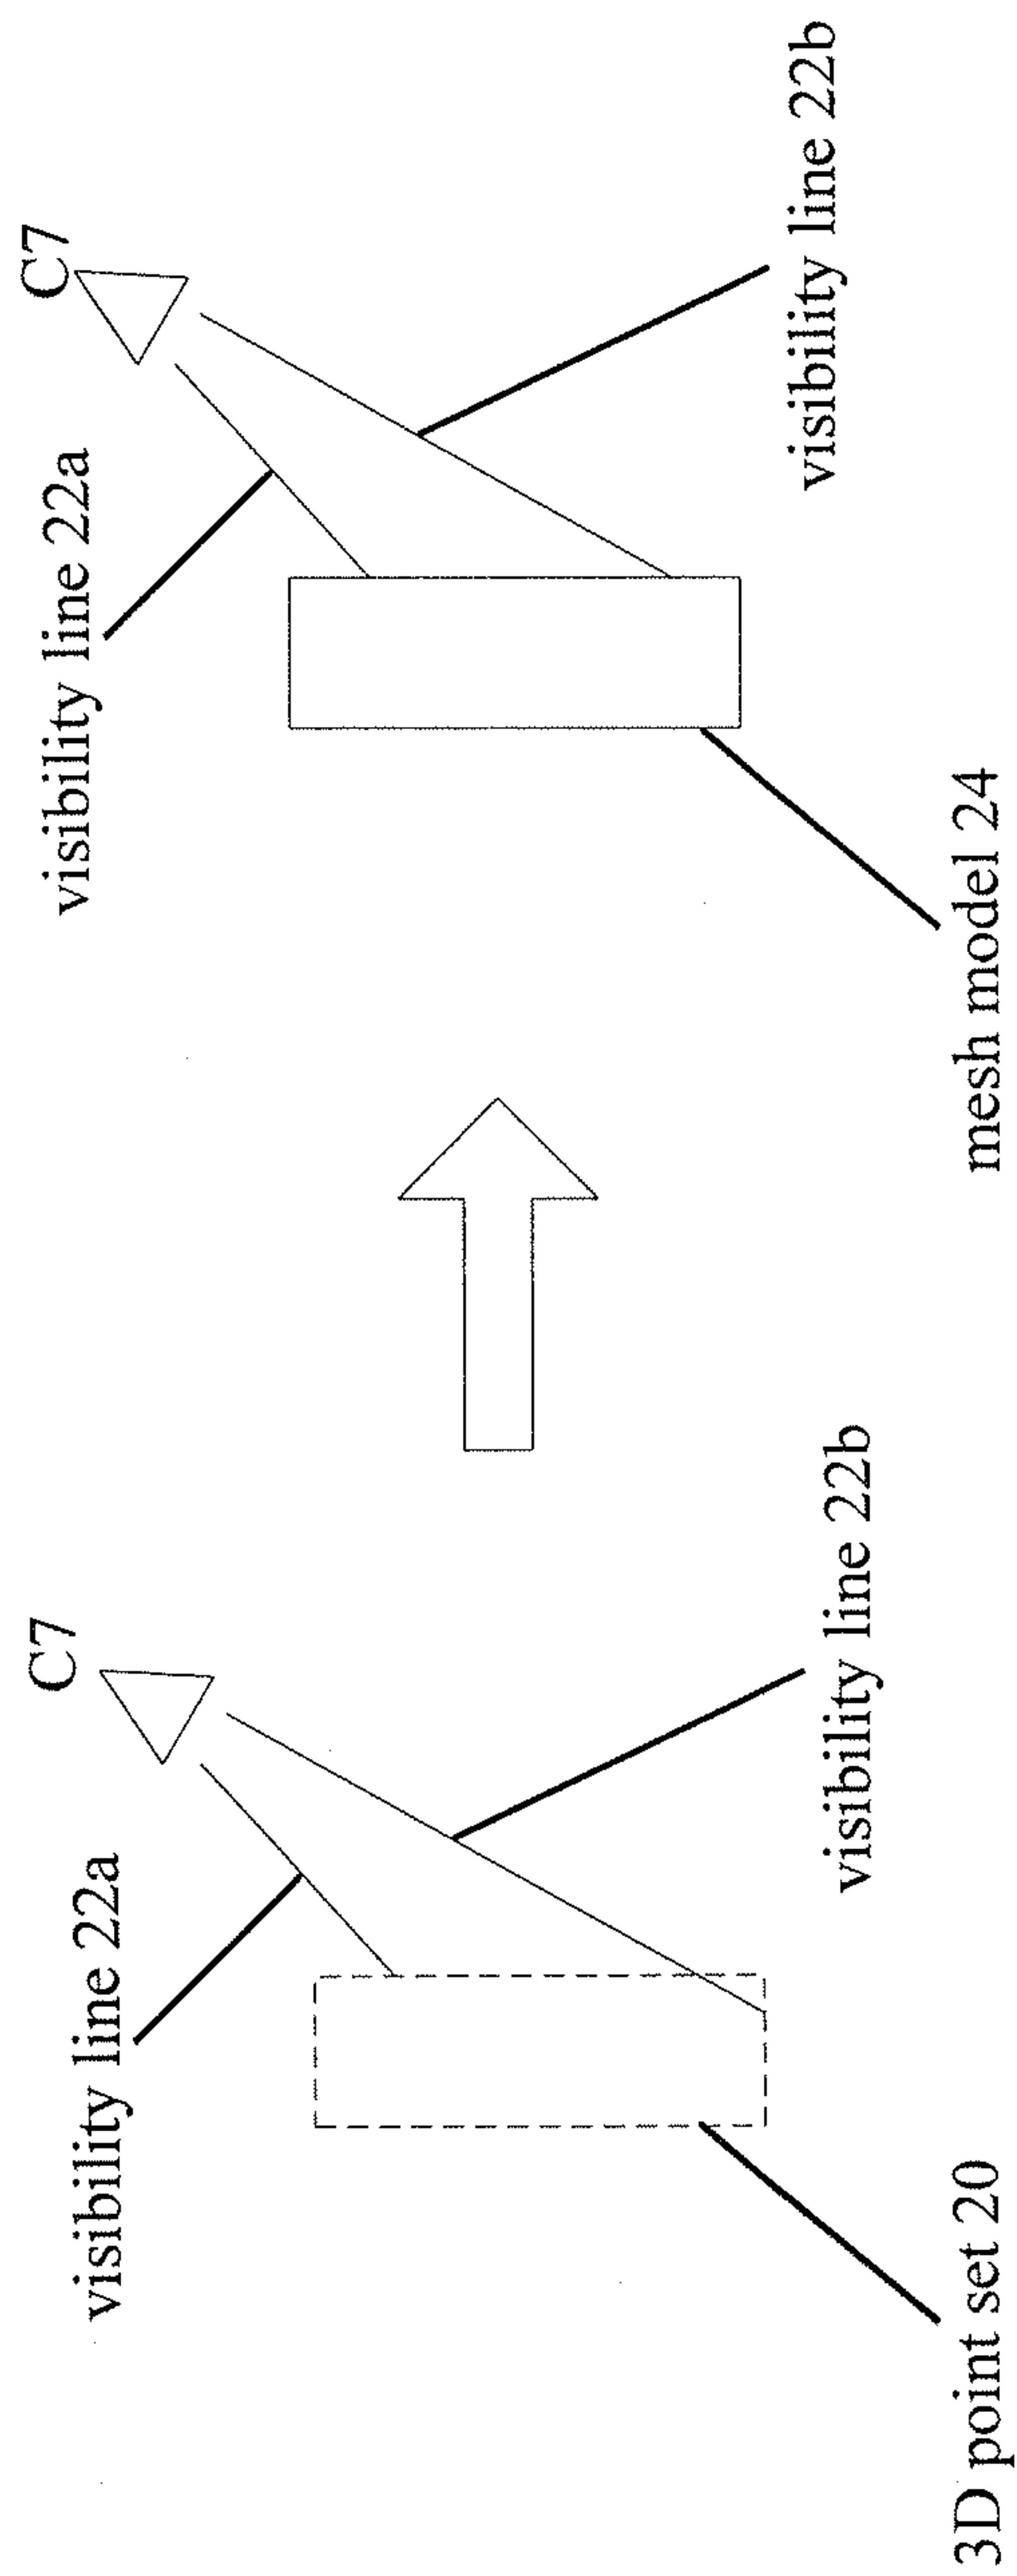 C7
visibility line 22a
visibility line 22b
3D point set 20
C7
visibility line 22a
visibility line 22b
mesh model 24